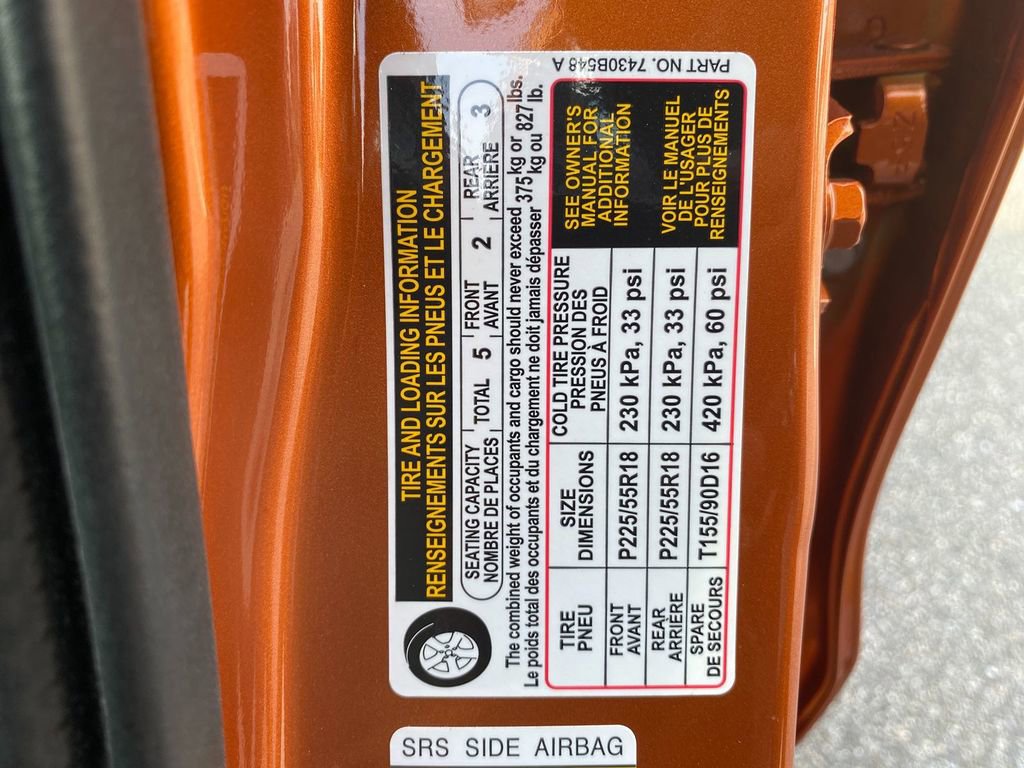 PART NO. 7430B548 A
TIRE AND LOADING INFORMATION
RENSEIGNEMENTS SUR LES PNEUS ET LE CHARGEMENT
SEATING CAPACITY
NOMBRE DE PLACES
TOTAL 5
FRONT
AVANT
2
REAR
ARRIÈRE
3
The combined weight of occupants and cargo should never exceed 375 kg or 827 lbs.
Le poids total des occupants et du chargement ne doit jamais dépasser 375 kg ou 827 lb.
TIRE
PNEU
SIZE
DIMENSIONS
COLD TIRE PRESSURE
PRESSION DES
PNEUS À FROID
FRONT
AVANT
P225/55R18
230 kPa, 33 psi
REAR
ARRIÈRE
P225/55R18
230 kPa, 33 psi
SPARE
DE SECOURS
T155/90D16
420 kPa, 60 psi
SEE OWNER'S
MANUAL FOR
ADDITIONAL
INFORMATION
VOIR LE MANUEL
DE L'USAGER
POUR PLUS DE
RENSEIGNEMENTS
SRS SIDE AIRBAG